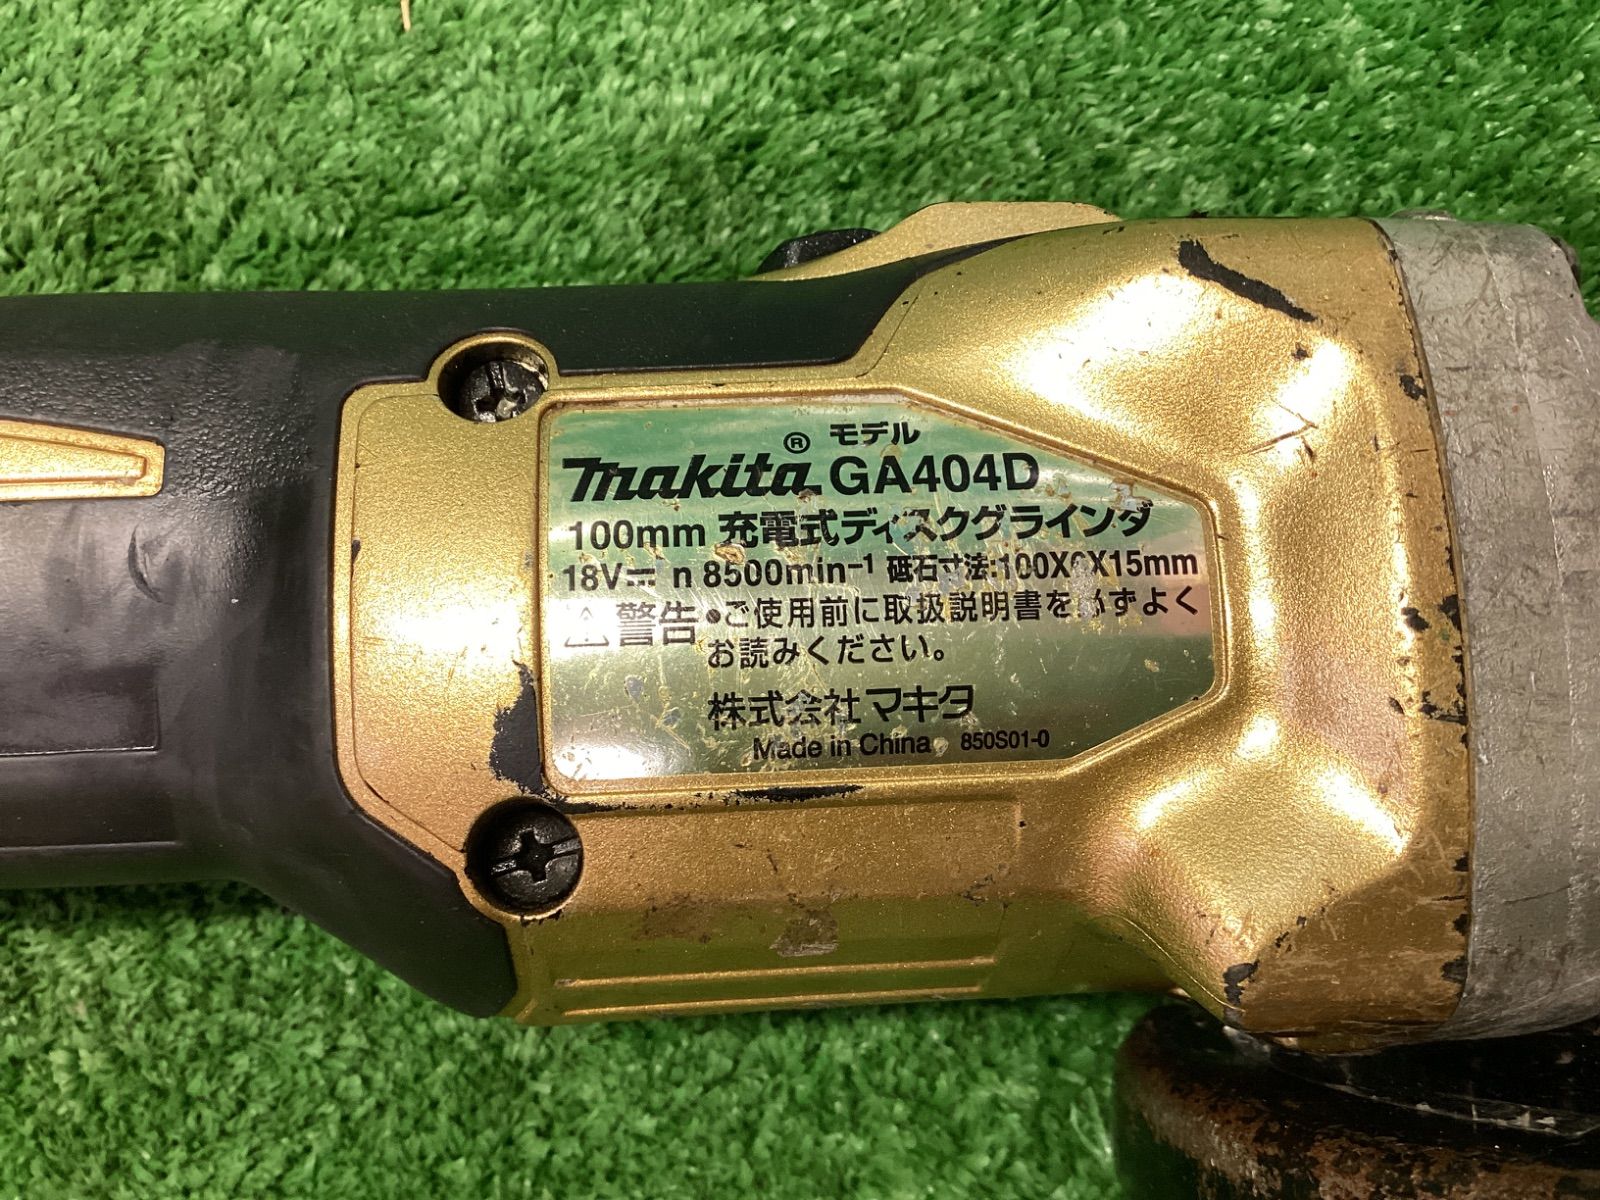 モデル
makita® GA404D
100mm 充電式ディスクグラインダ
18V⎓ n 8500min⁻¹ 砥石寸法:100X6X15mm
⚠警告 •ご使用前に取扱説明書を必ずよく
お読みください。
株式会社マキタ
Made in China 850S01-0